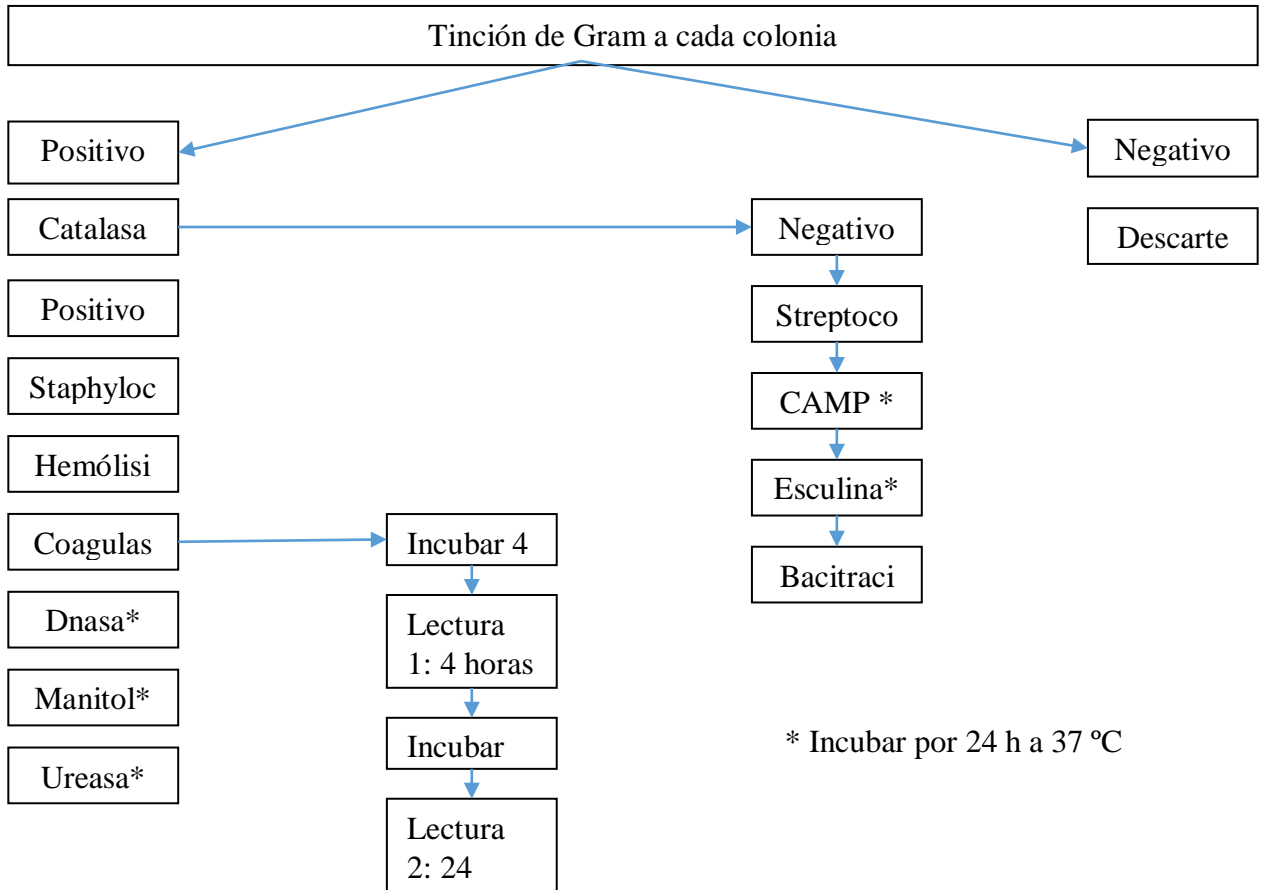 Tinción de Gram a cada colonia
Positivo
Negativo
Catalasa
Negativo
Descarte
Positivo
Streptoco
Staphyloc
CAMP *
Hemólisi
Esculina*
Coagulas
Incubar 4
Bacitraci
Dnasa*
Lectura
1: 4 horas
Manitol*
Incubar
* Incubar por 24 h a 37 ºC
Ureasa*
Lectura
2: 24